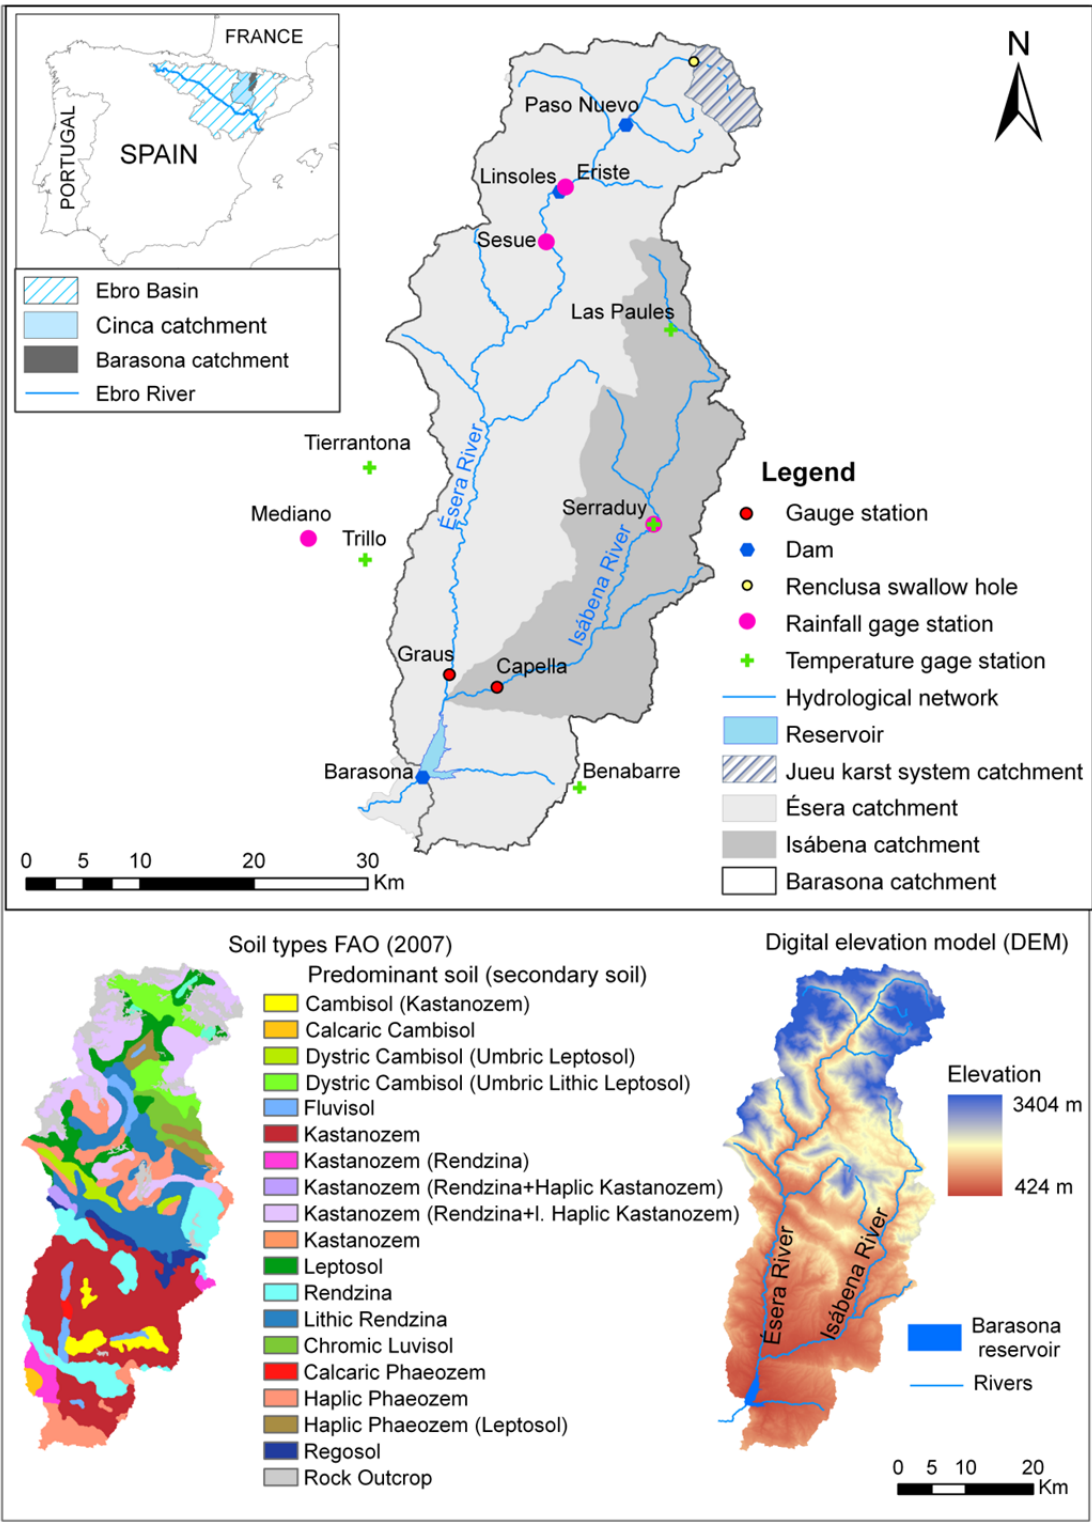 FRANCE
PORTUGAL
SPAIN
Ebro Basin
Cinca catchment
Barasona catchment
Ebro River
N
Paso Nuevo
Linsoles
Eriste
Sesue
Las Paules
Tierrantona
Mediano
Trillo
Ésera River
Serraduy
Isábena River
Graus
Capella
Barasona
Benabarre
0 5 10 20 30
Km
Legend
Gauge station
Dam
Renclusa swallow hole
Rainfall gage station
Temperature gage station
Hydrological network
Reservoir
Jueu karst system catchment
Ésera catchment
Isábena catchment
Barasona catchment
Soil types FAO (2007)
Predominant soil (secondary soil)
Cambisol (Kastanozem)
Calcaric Cambisol
Dystric Cambisol (Umbric Leptosol)
Dystric Cambisol (Umbric Lithic Leptosol)
Fluvisol
Kastanozem
Kastanozem (Rendzina)
Kastanozem (Rendzina+Haplic Kastanozem)
Kastanozem (Rendzina+l. Haplic Kastanozem)
Kastanozem
Leptosol
Rendzina
Lithic Rendzina
Chromic Luvisol
Calcaric Phaeozem
Haplic Phaeozem
Haplic Phaeozem (Leptosol)
Regosol
Rock Outcrop
Digital elevation model (DEM)
Elevation
3404 m
424 m
Ésera River
Isábena River
Barasona
reservoir
Rivers
0 5 10 20
Km